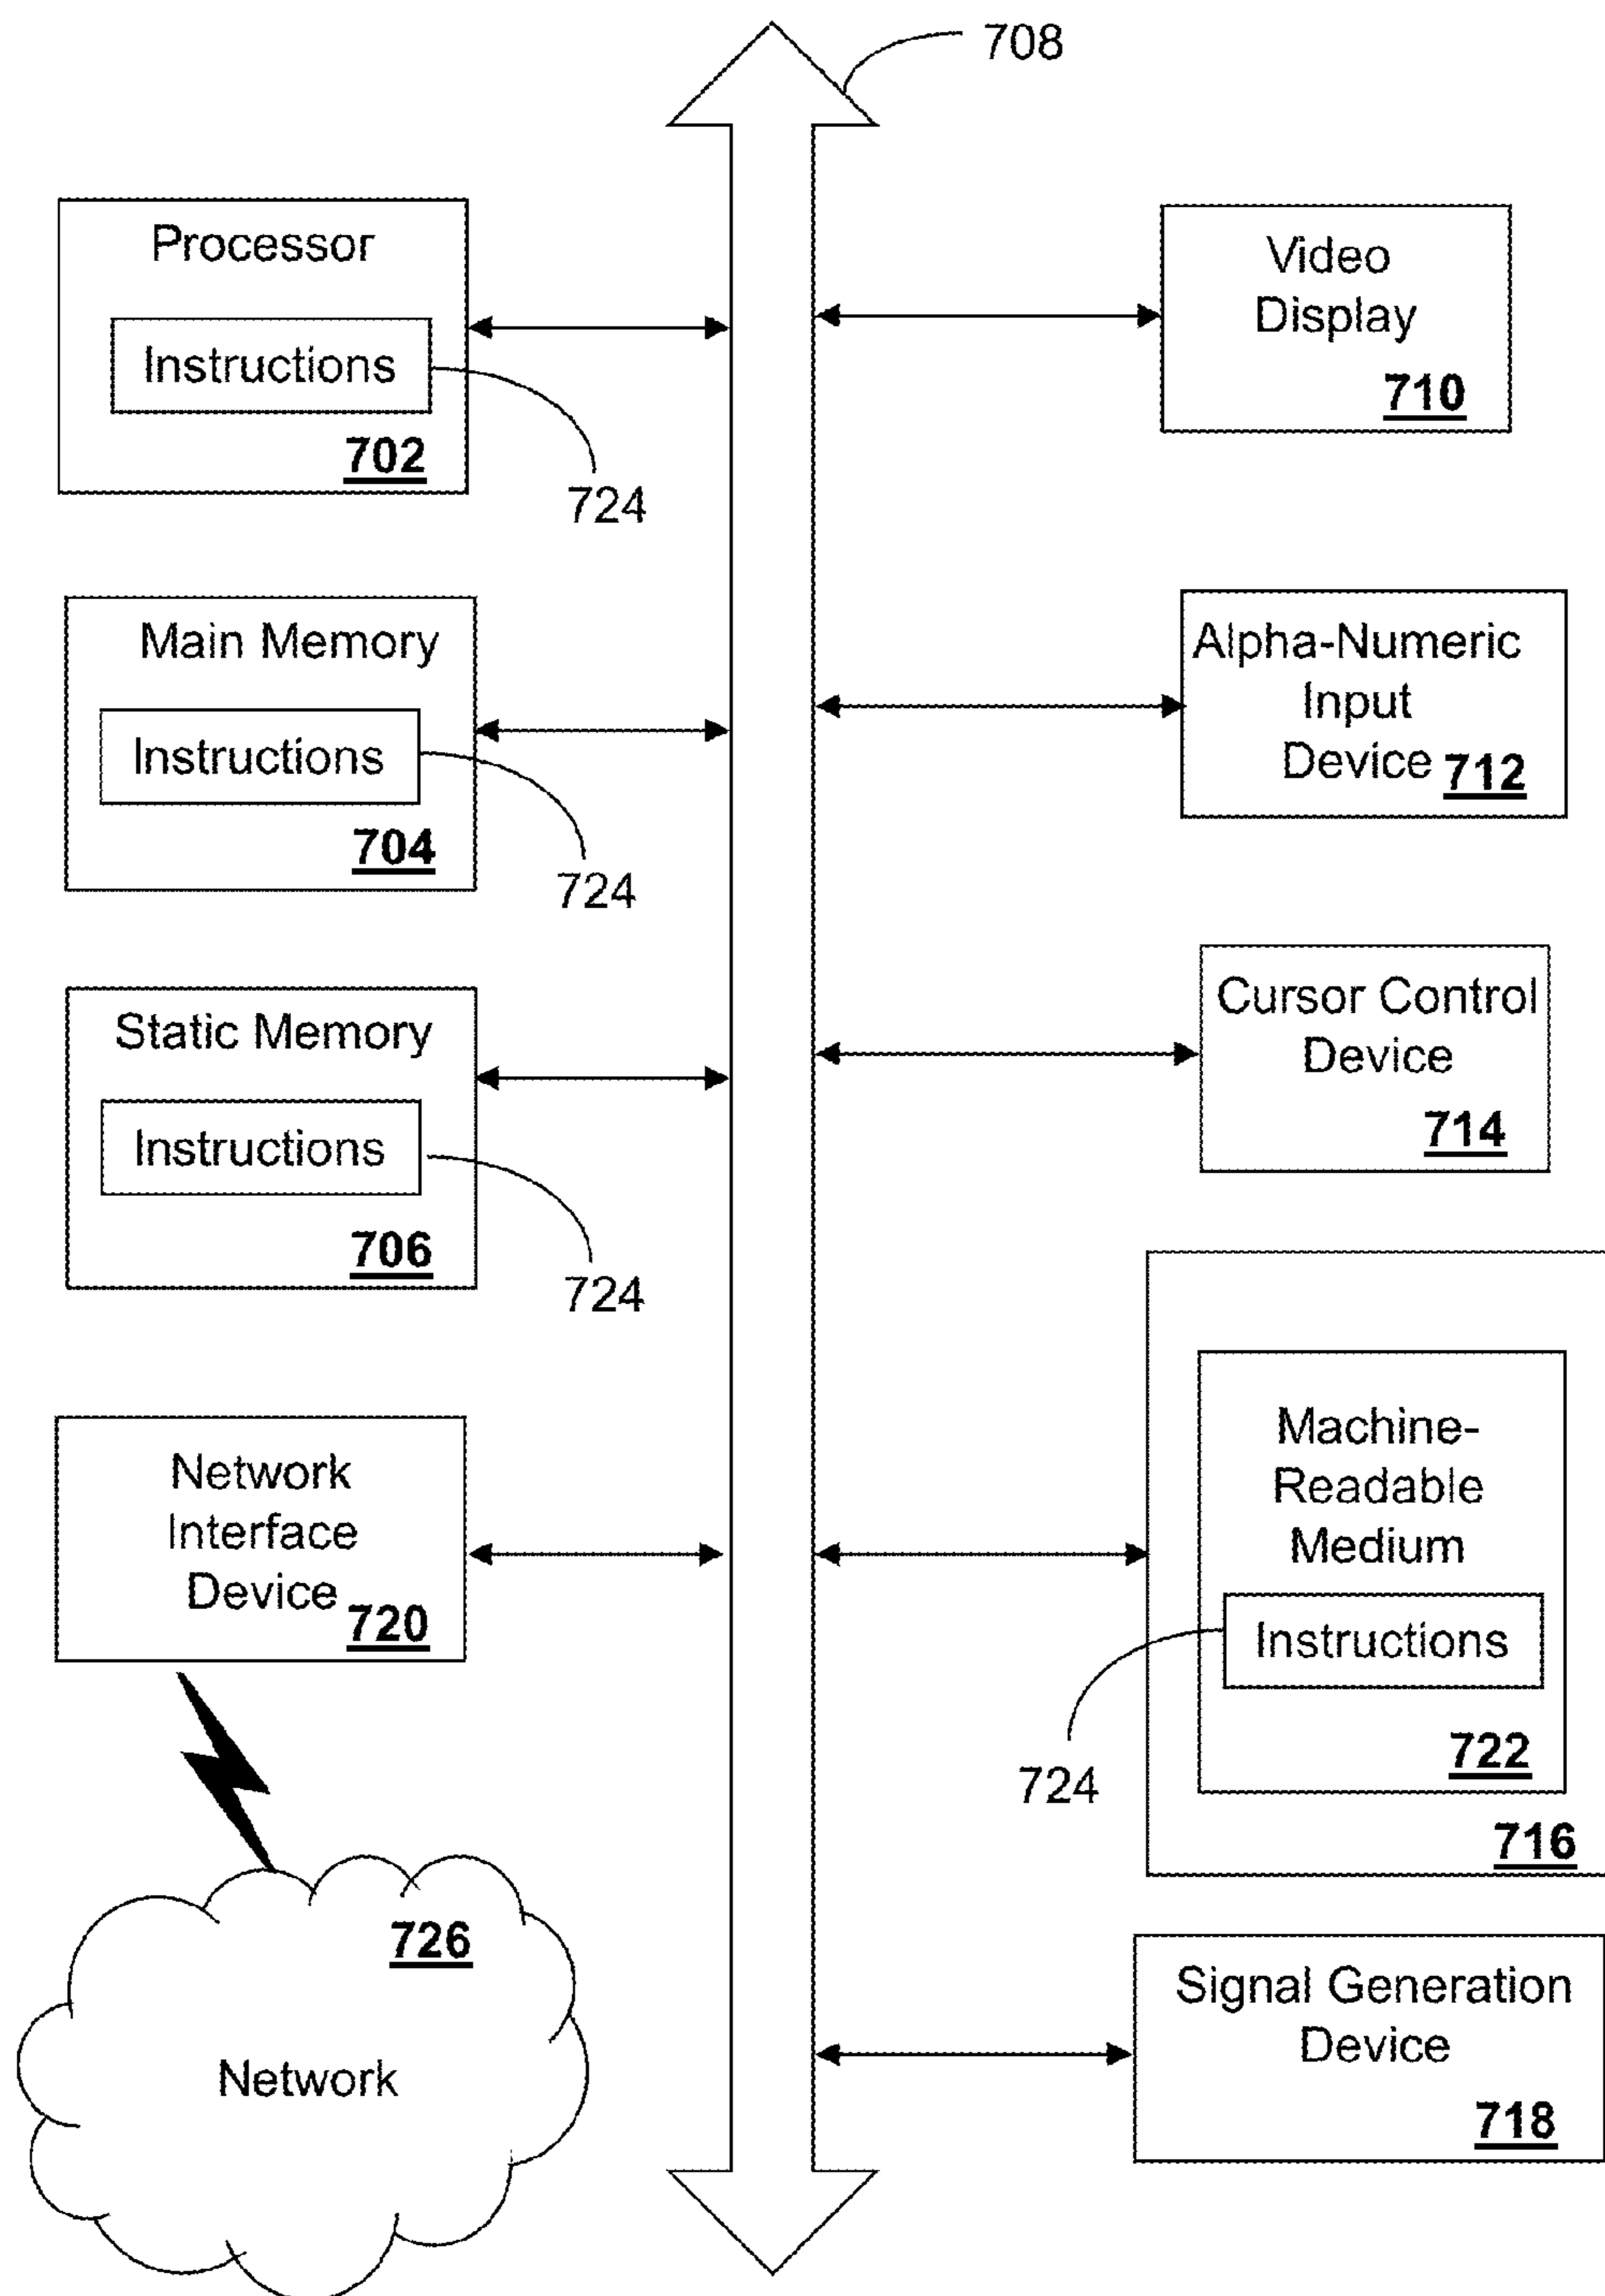 708
Processor
Instructions
702
724
Main Memory
Instructions
704
724
Static Memory
Instructions
706
724
Network
Interface
Device
720
726
Network
Video
Display
710
Alpha-Numeric
Input
Device 712
Cursor Control
Device
714
Machine-
Readable
Medium
Instructions
724
722
716
Signal Generation
Device
718